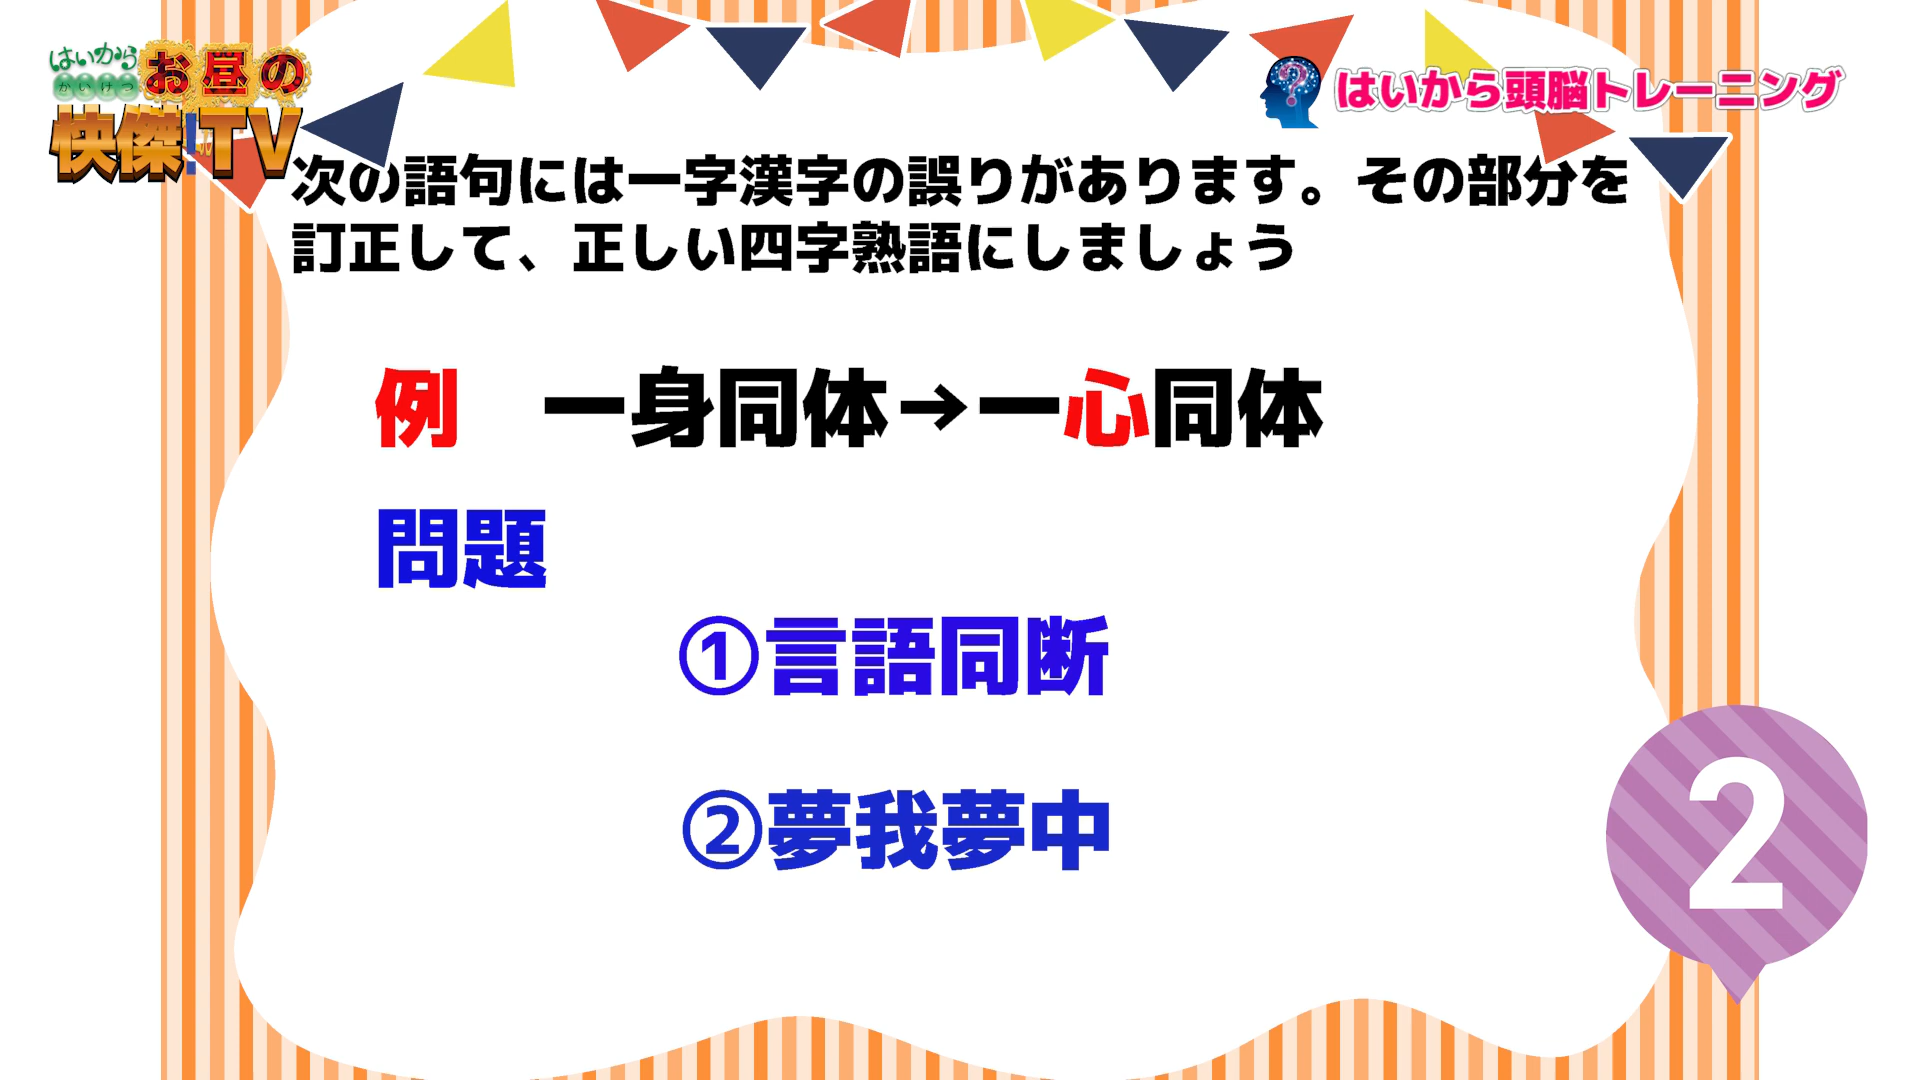 はいから
かいけつ
お昼の
快傑!TV
はいから頭脳トレーニング
次の語句には一字漢字の誤りがあります。その部分を
訂正して、正しい四字熟語にしましょう
例 一身同体→一心同体
問題
①言語同断
②夢我夢中
2